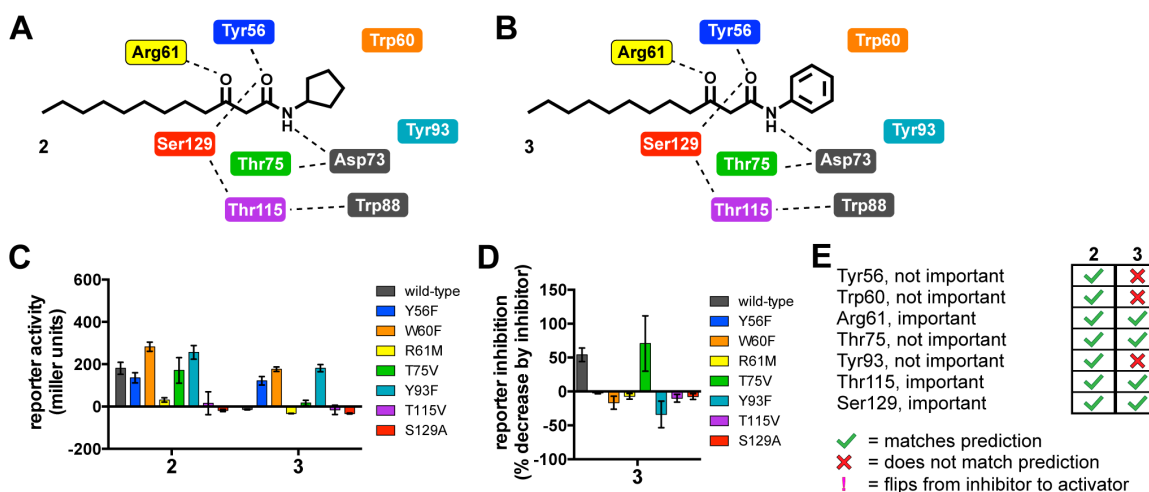 A
Tyr56
Trp60
Arg61
O
O
N
H
Tyr93
Ser129
Thr75
Asp73
Thr115
Trp88
2
B
Tyr56
Trp60
Arg61
O
O
N
H
Tyr93
Ser129
Thr75
Asp73
Thr115
Trp88
3
C
reporter activity
(miller units)
600
400
200
0
-200
2
3
wild-type
Y56F
W60F
R61M
T75V
Y93F
T115V
S129A
D
reporter inhibition
(% decrease by inhibitor)
150
100
50
0
-50
-100
3
wild-type
Y56F
W60F
R61M
T75V
Y93F
T115V
S129A
E
2 3
Tyr56, not important
Trp60, not important
Arg61, important
Thr75, not important
Tyr93, not important
Thr115, important
Ser129, important
= matches prediction
= does not match prediction
! = flips from inhibitor to activator